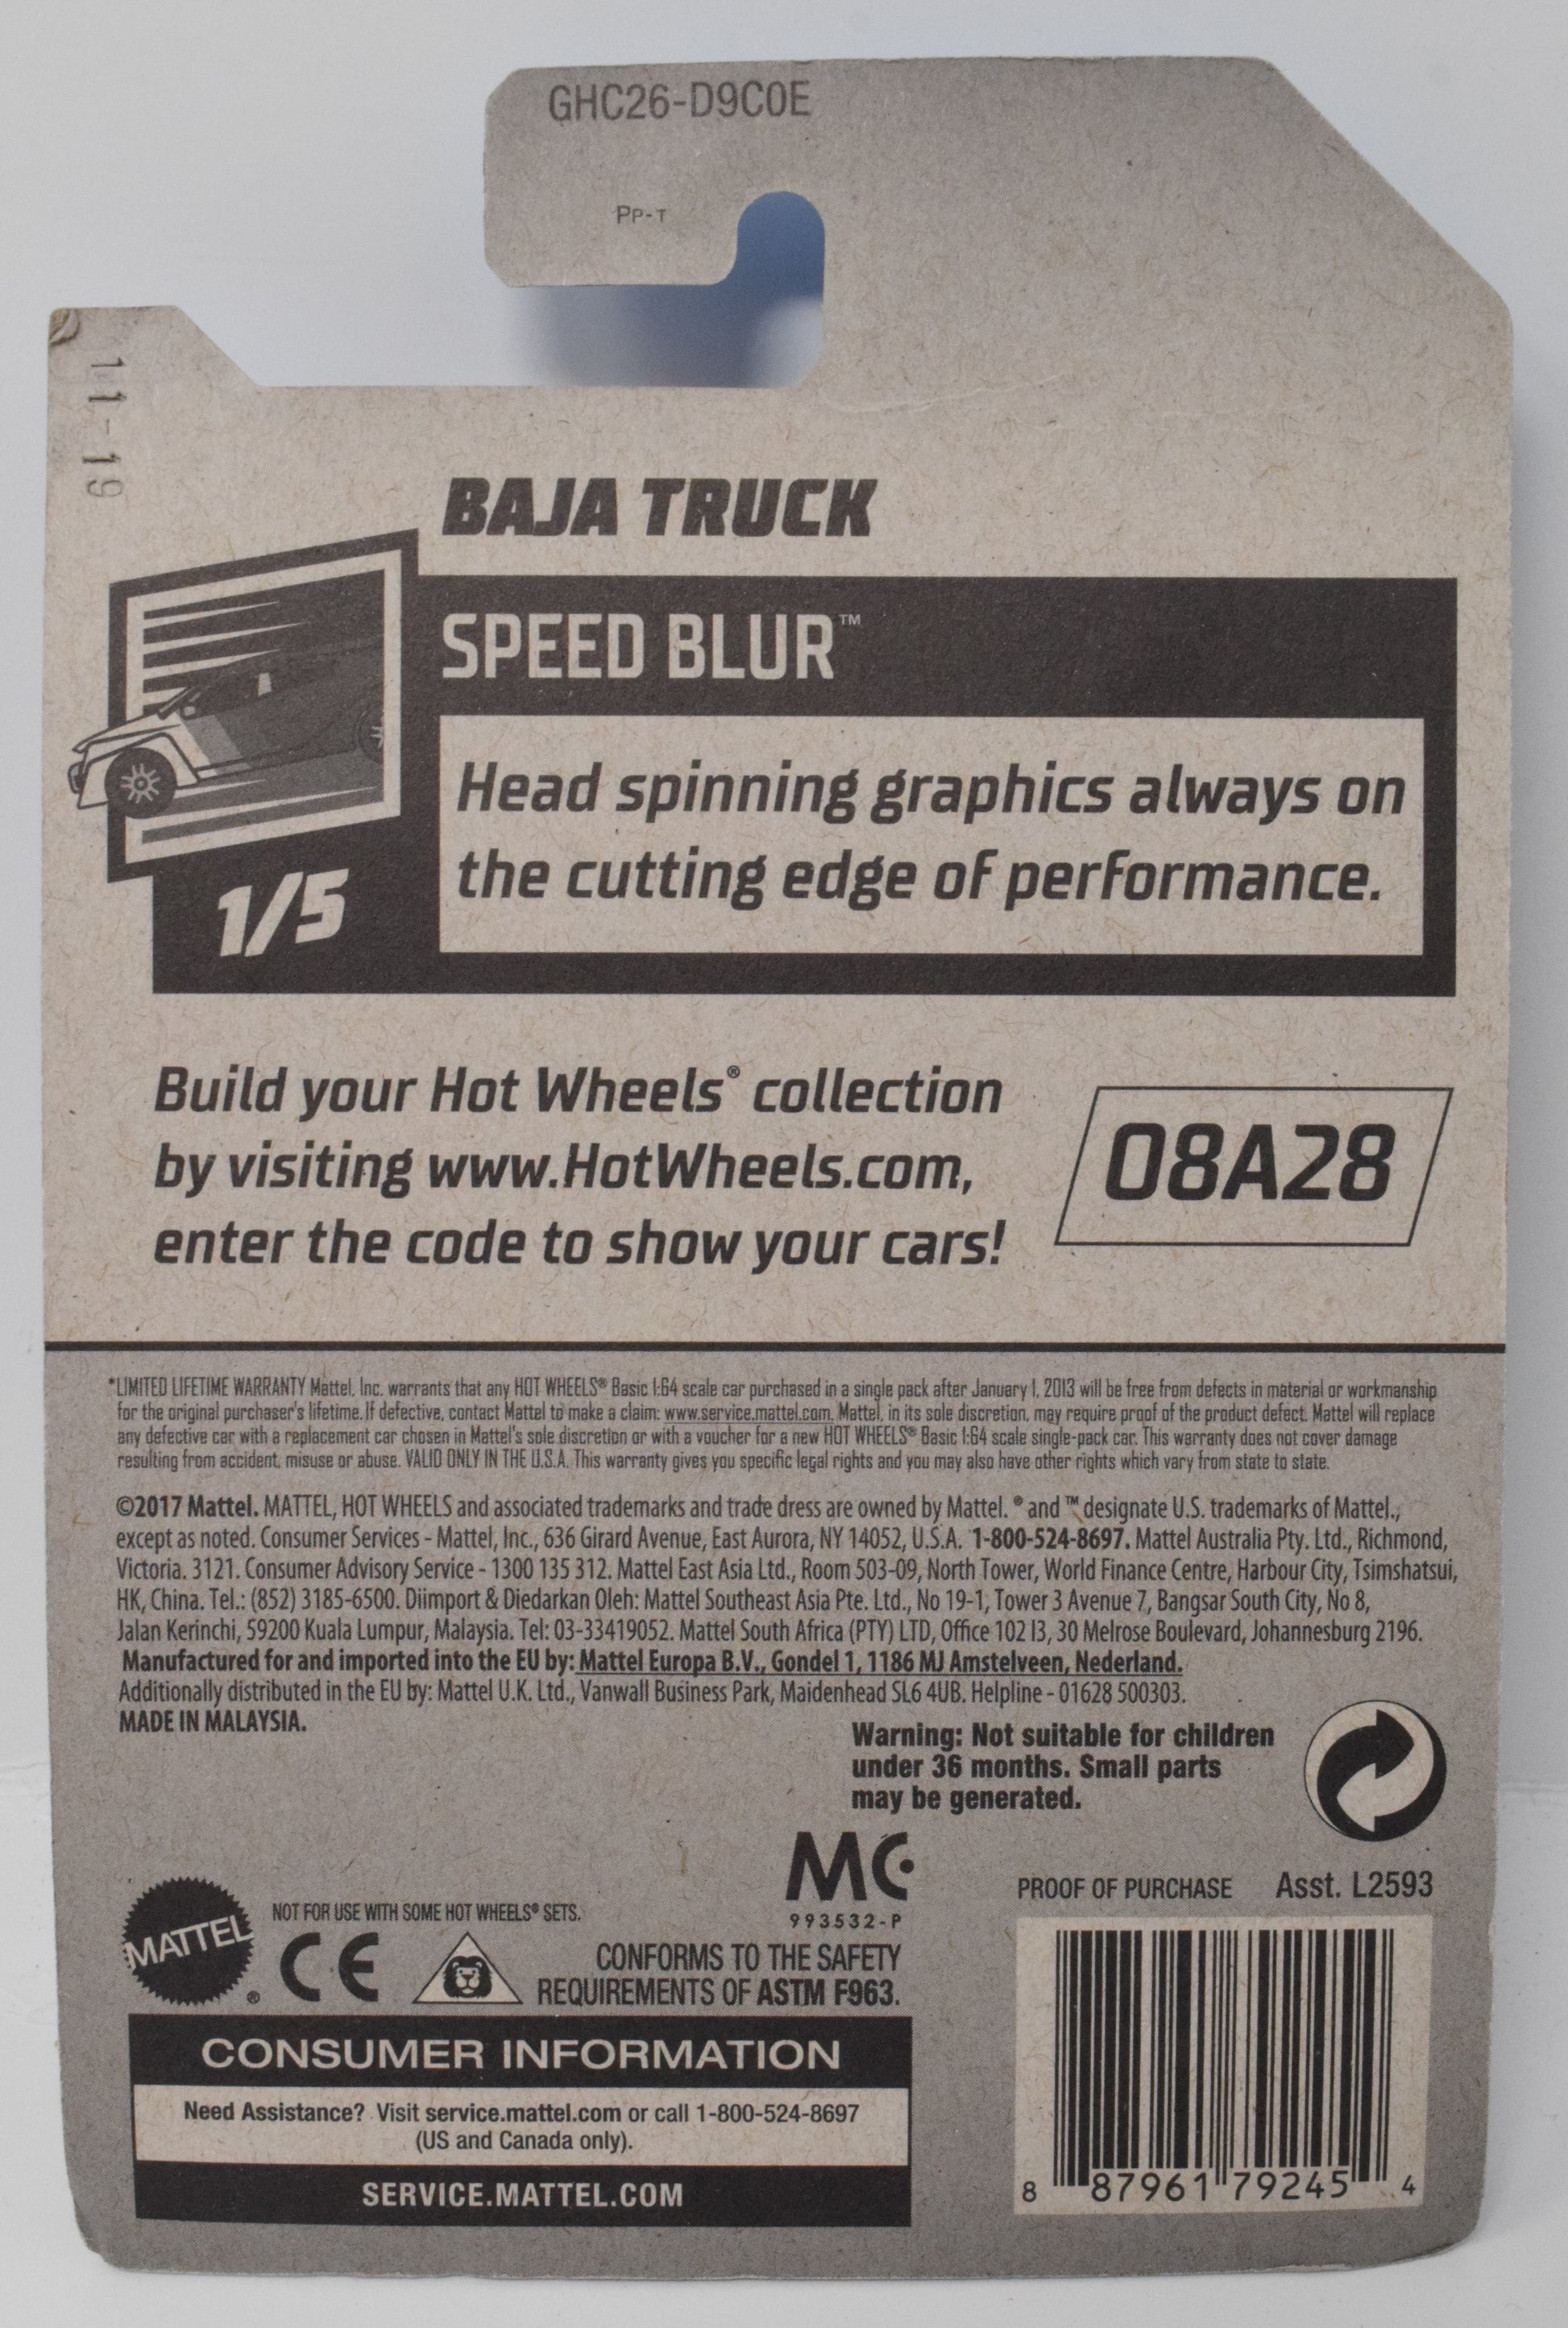 GHC26-D9C0E
Pp-T
11-19
BAJA TRUCK
SPEED BLUR™
Head spinning graphics always on
the cutting edge of performance.
1/5
Build your Hot Wheels® collection
by visiting www.HotWheels.com,
enter the code to show your cars!
08A28
*LIMITED LIFETIME WARRANTY Mattel, Inc. warrants that any HOT WHEELS® Basic 1:64 scale car purchased in a single pack after January 1, 2013 will be free from defects in material or workmanship
for the original purchaser's lifetime. If defective, contact Mattel to make a claim: www.service.mattel.com. Mattel, in its sole discretion, may require proof of the product defect. Mattel will replace
any defective car with a replacement car chosen in Mattel's sole discretion or with a voucher for a new HOT WHEELS® Basic 1:64 scale single-pack car. This warranty does not cover damage
resulting from accident, misuse or abuse. VALID ONLY IN THE U.S.A. This warranty gives you specific legal rights and you may also have other rights which vary from state to state.
©2017 Mattel. MATTEL, HOT WHEELS and associated trademarks and trade dress are owned by Mattel. ® and ™ designate U.S. trademarks of Mattel.,
except as noted. Consumer Services - Mattel, Inc., 636 Girard Avenue, East Aurora, NY 14052, U.S.A. 1-800-524-8697. Mattel Australia Pty. Ltd., Richmond,
Victoria. 3121. Consumer Advisory Service - 1300 135 312. Mattel East Asia Ltd., Room 503-09, North Tower, World Finance Centre, Harbour City, Tsimshatsui,
HK, China. Tel.: (852) 3185-6500. Diimport & Diedarkan Oleh: Mattel Southeast Asia Pte. Ltd., No 19-1, Tower 3 Avenue 7, Bangsar South City, No 8,
Jalan Kerinchi, 59200 Kuala Lumpur, Malaysia. Tel: 03-33419052. Mattel South Africa (PTY) LTD, Office 102 I3, 30 Melrose Boulevard, Johannesburg 2196.
Manufactured for and imported into the EU by: Mattel Europa B.V., Gondel 1, 1186 MJ Amstelveen, Nederland.
Additionally distributed in the EU by: Mattel U.K. Ltd., Vanwall Business Park, Maidenhead SL6 4UB. Helpline - 01628 500303.
MADE IN MALAYSIA.
Warning: Not suitable for children
under 36 months. Small parts
may be generated.
MC
993532-P
PROOF OF PURCHASE Asst. L2593
MATTEL®
NOT FOR USE WITH SOME HOT WHEELS® SETS.
CE
CONFORMS TO THE SAFETY
REQUIREMENTS OF ASTM F963.
CONSUMER INFORMATION
Need Assistance? Visit service.mattel.com or call 1-800-524-8697
(US and Canada only).
SERVICE.MATTEL.COM
8 87961 79245 4